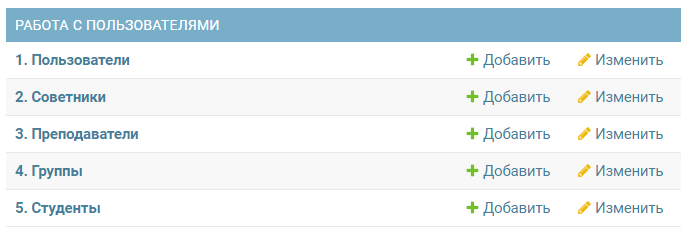 РАБОТА С ПОЛЬЗОВАТЕЛЯМИ
1. Пользователи Добавить Изменить
2. Советники Добавить Изменить
3. Преподаватели Добавить Изменить
4. Группы Добавить Изменить
5. Студенты Добавить Изменить